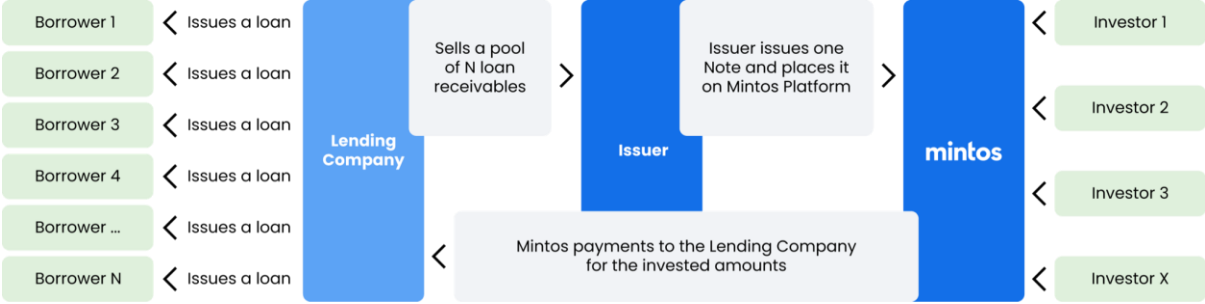 Borrower 1
Issues a loan
Borrower 2
Issues a loan
Borrower 3
Issues a loan
Borrower 4
Issues a loan
Borrower ...
Issues a loan
Borrower N
Issues a loan
Lending
Company
Sells a pool
of N loan
receivables
Issuer
Issuer issues one
Note and places it
on Mintos Platform
mintos
Mintos payments to the Lending Company
for the invested amounts
Investor 1
Investor 2
Investor 3
Investor X